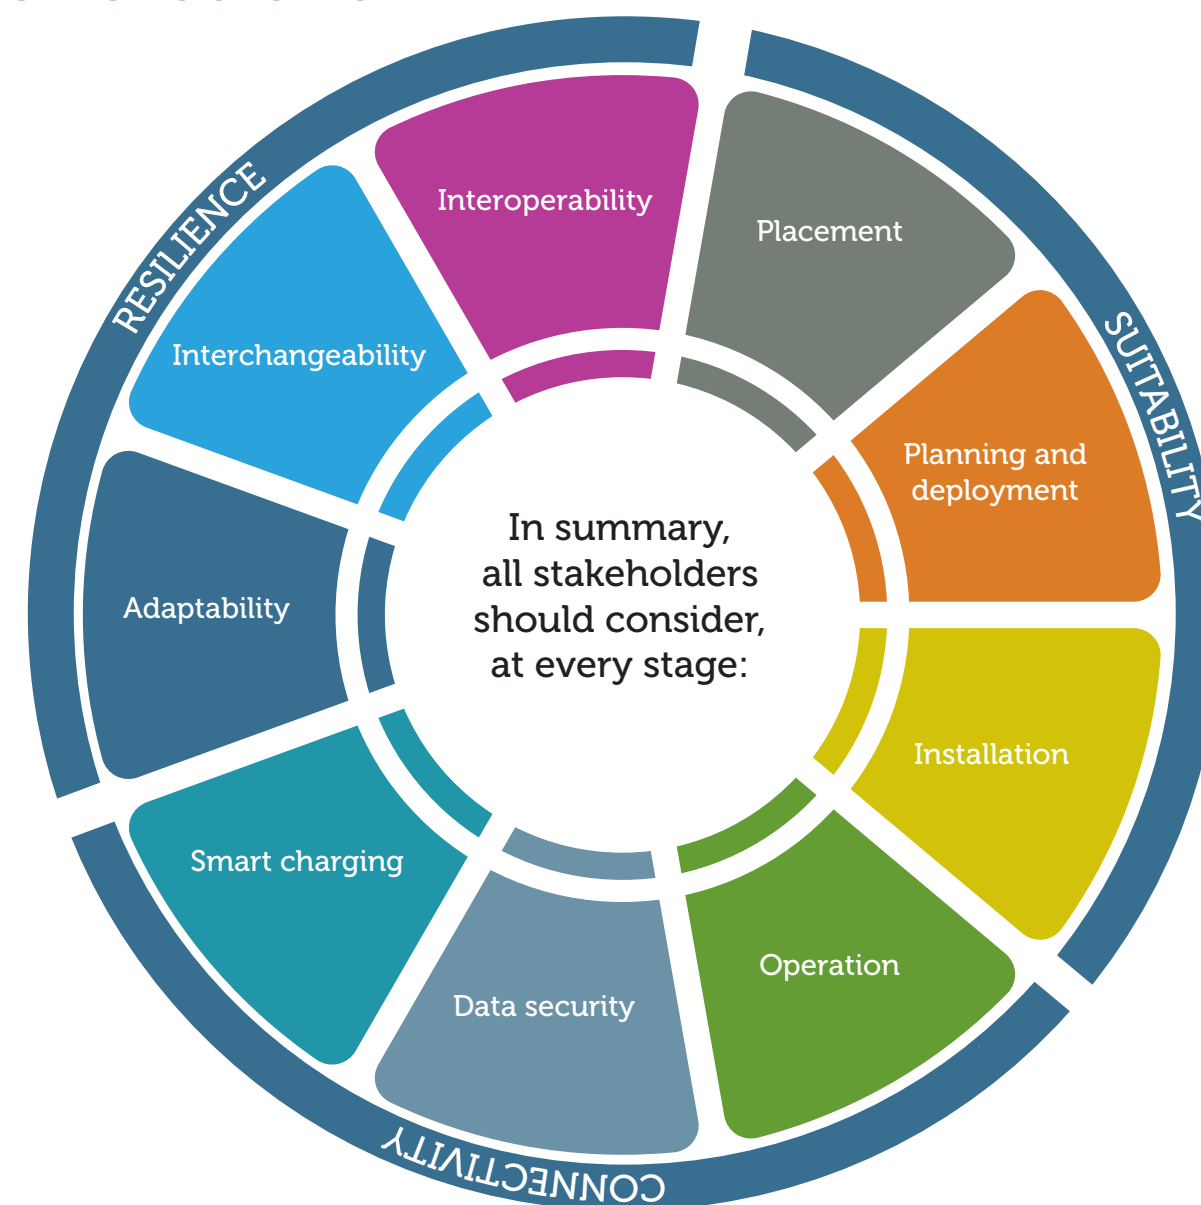 RESILIENCE
Interoperability
Placement
SUITABILITY
Interchangeability
Planning and
deployment
In summary,
all stakeholders
should consider,
at every stage:
Adaptability
Installation
Smart charging
Operation
Data security
CONNECTIVITY